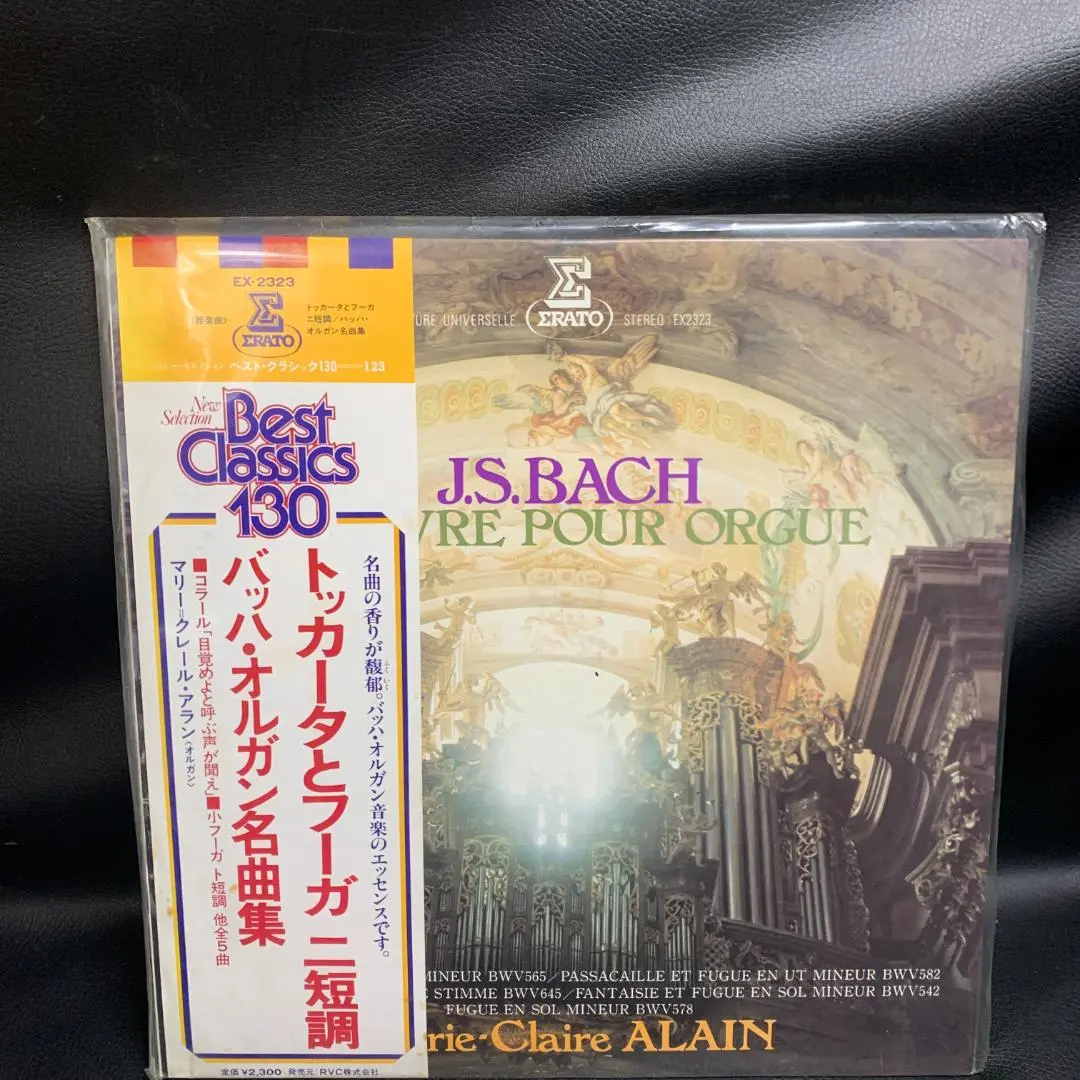 EX-2323
ERATO
トッカータとフーガ
ニ短調/バッハ・
オルガン名曲集
ベスト・クラシック130 123
New
Selection
Best
Classics
130
名曲の香りが馥郁。バッハ・オルガン音楽のエッセンスです。
ふくいく
トッカータとフーガ ニ短調
バッハ・オルガン名曲集
■コラール「目覚めよと呼ぶ声が聞え」■小フーガ ト短調 他全5曲
マリー=クレール・アラン〈オルガン〉
定価 ¥2,300 発売元: RVC株式会社
URE UNIVERSELLE
ERATO
STEREO EX2323
J.S.BACH
VRE POUR ORGUE
MINEUR BWV565/PASSACAILLE ET FUGUE EN UT MINEUR BWV582
E STIMME BWV645/FANTAISIE ET FUGUE EN SOL MINEUR BWV542
FUGUE EN SOL MINEUR BWV578
rie-Claire ALAIN